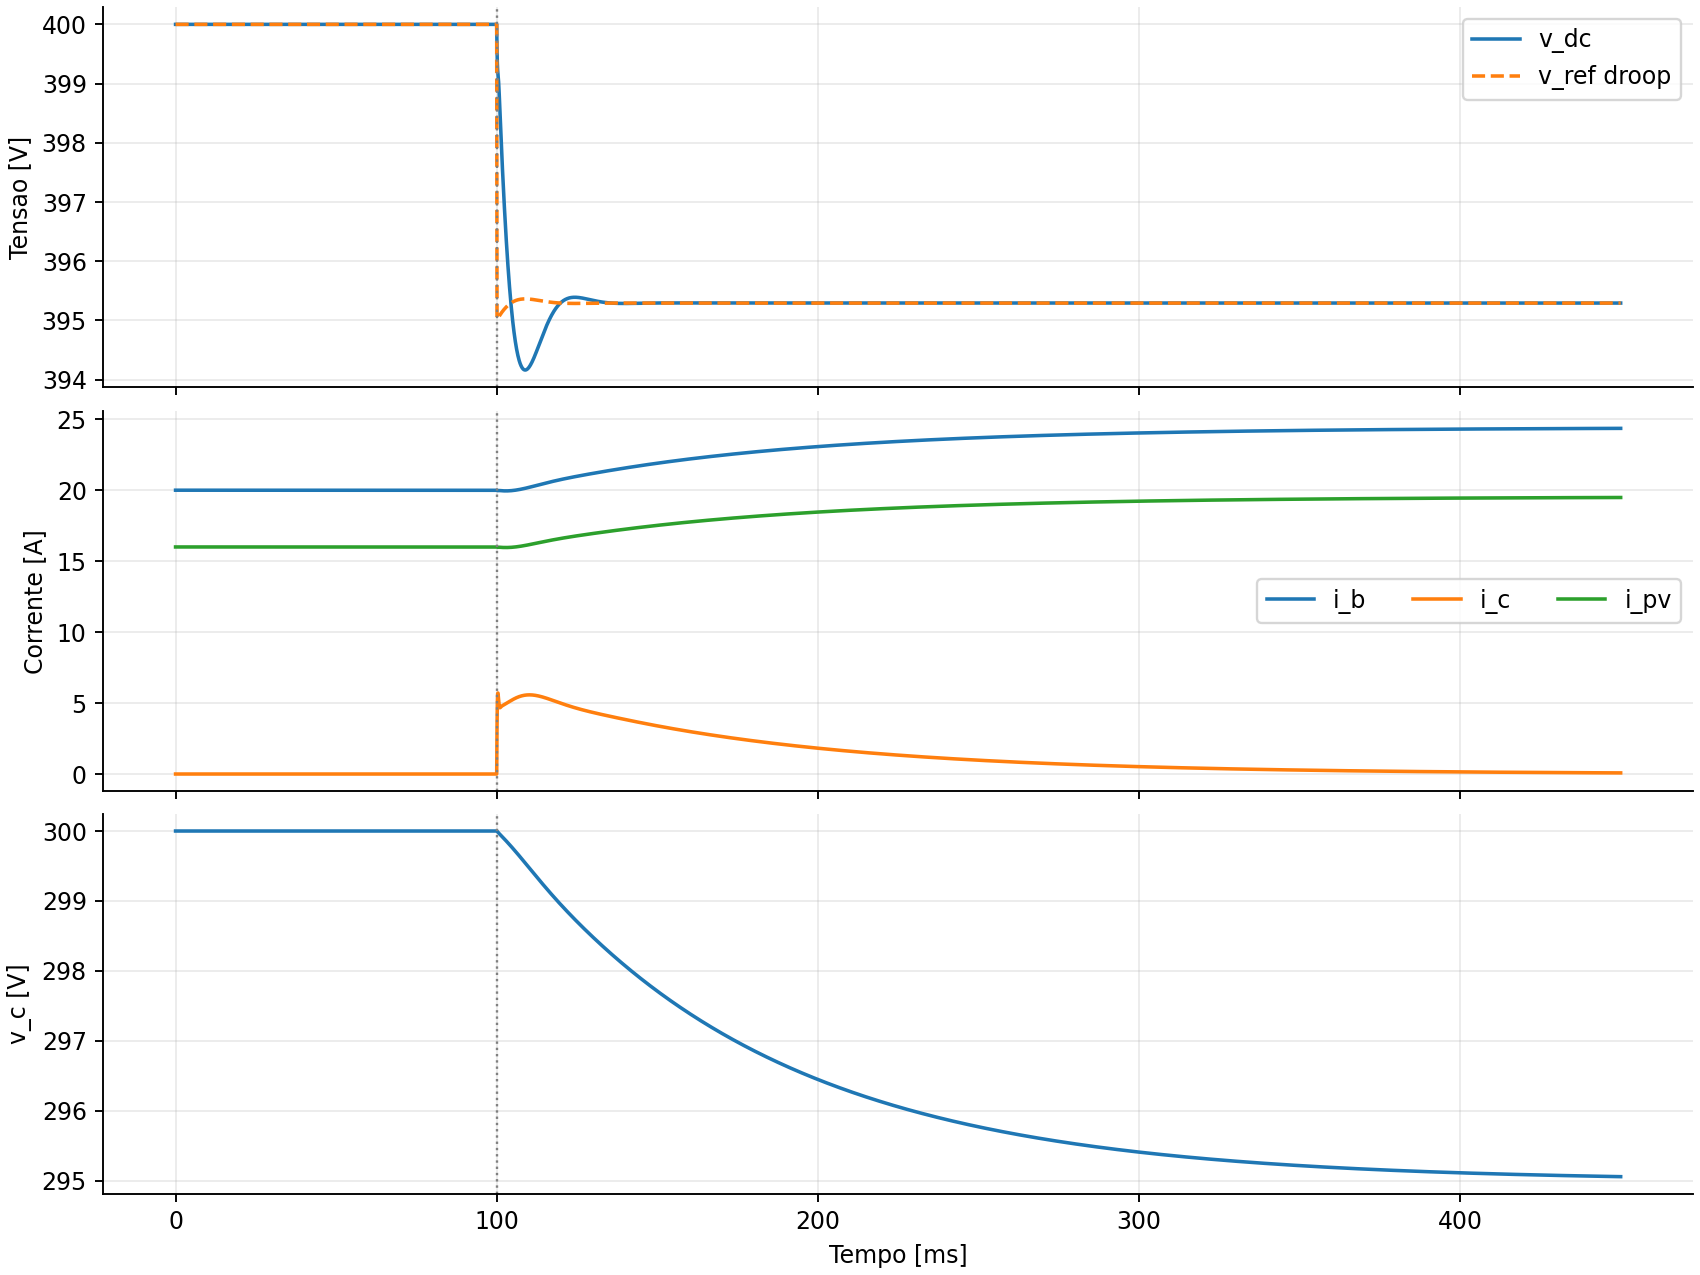 400
399
398
397
396
395
394
Tensao [V]
v_dc
v_ref droop
25
20
15
10
5
0
Corrente [A]
i_b i_c i_pv
300
299
298
297
296
295
v_c [V]
0 100 200 300 400
Tempo [ms]